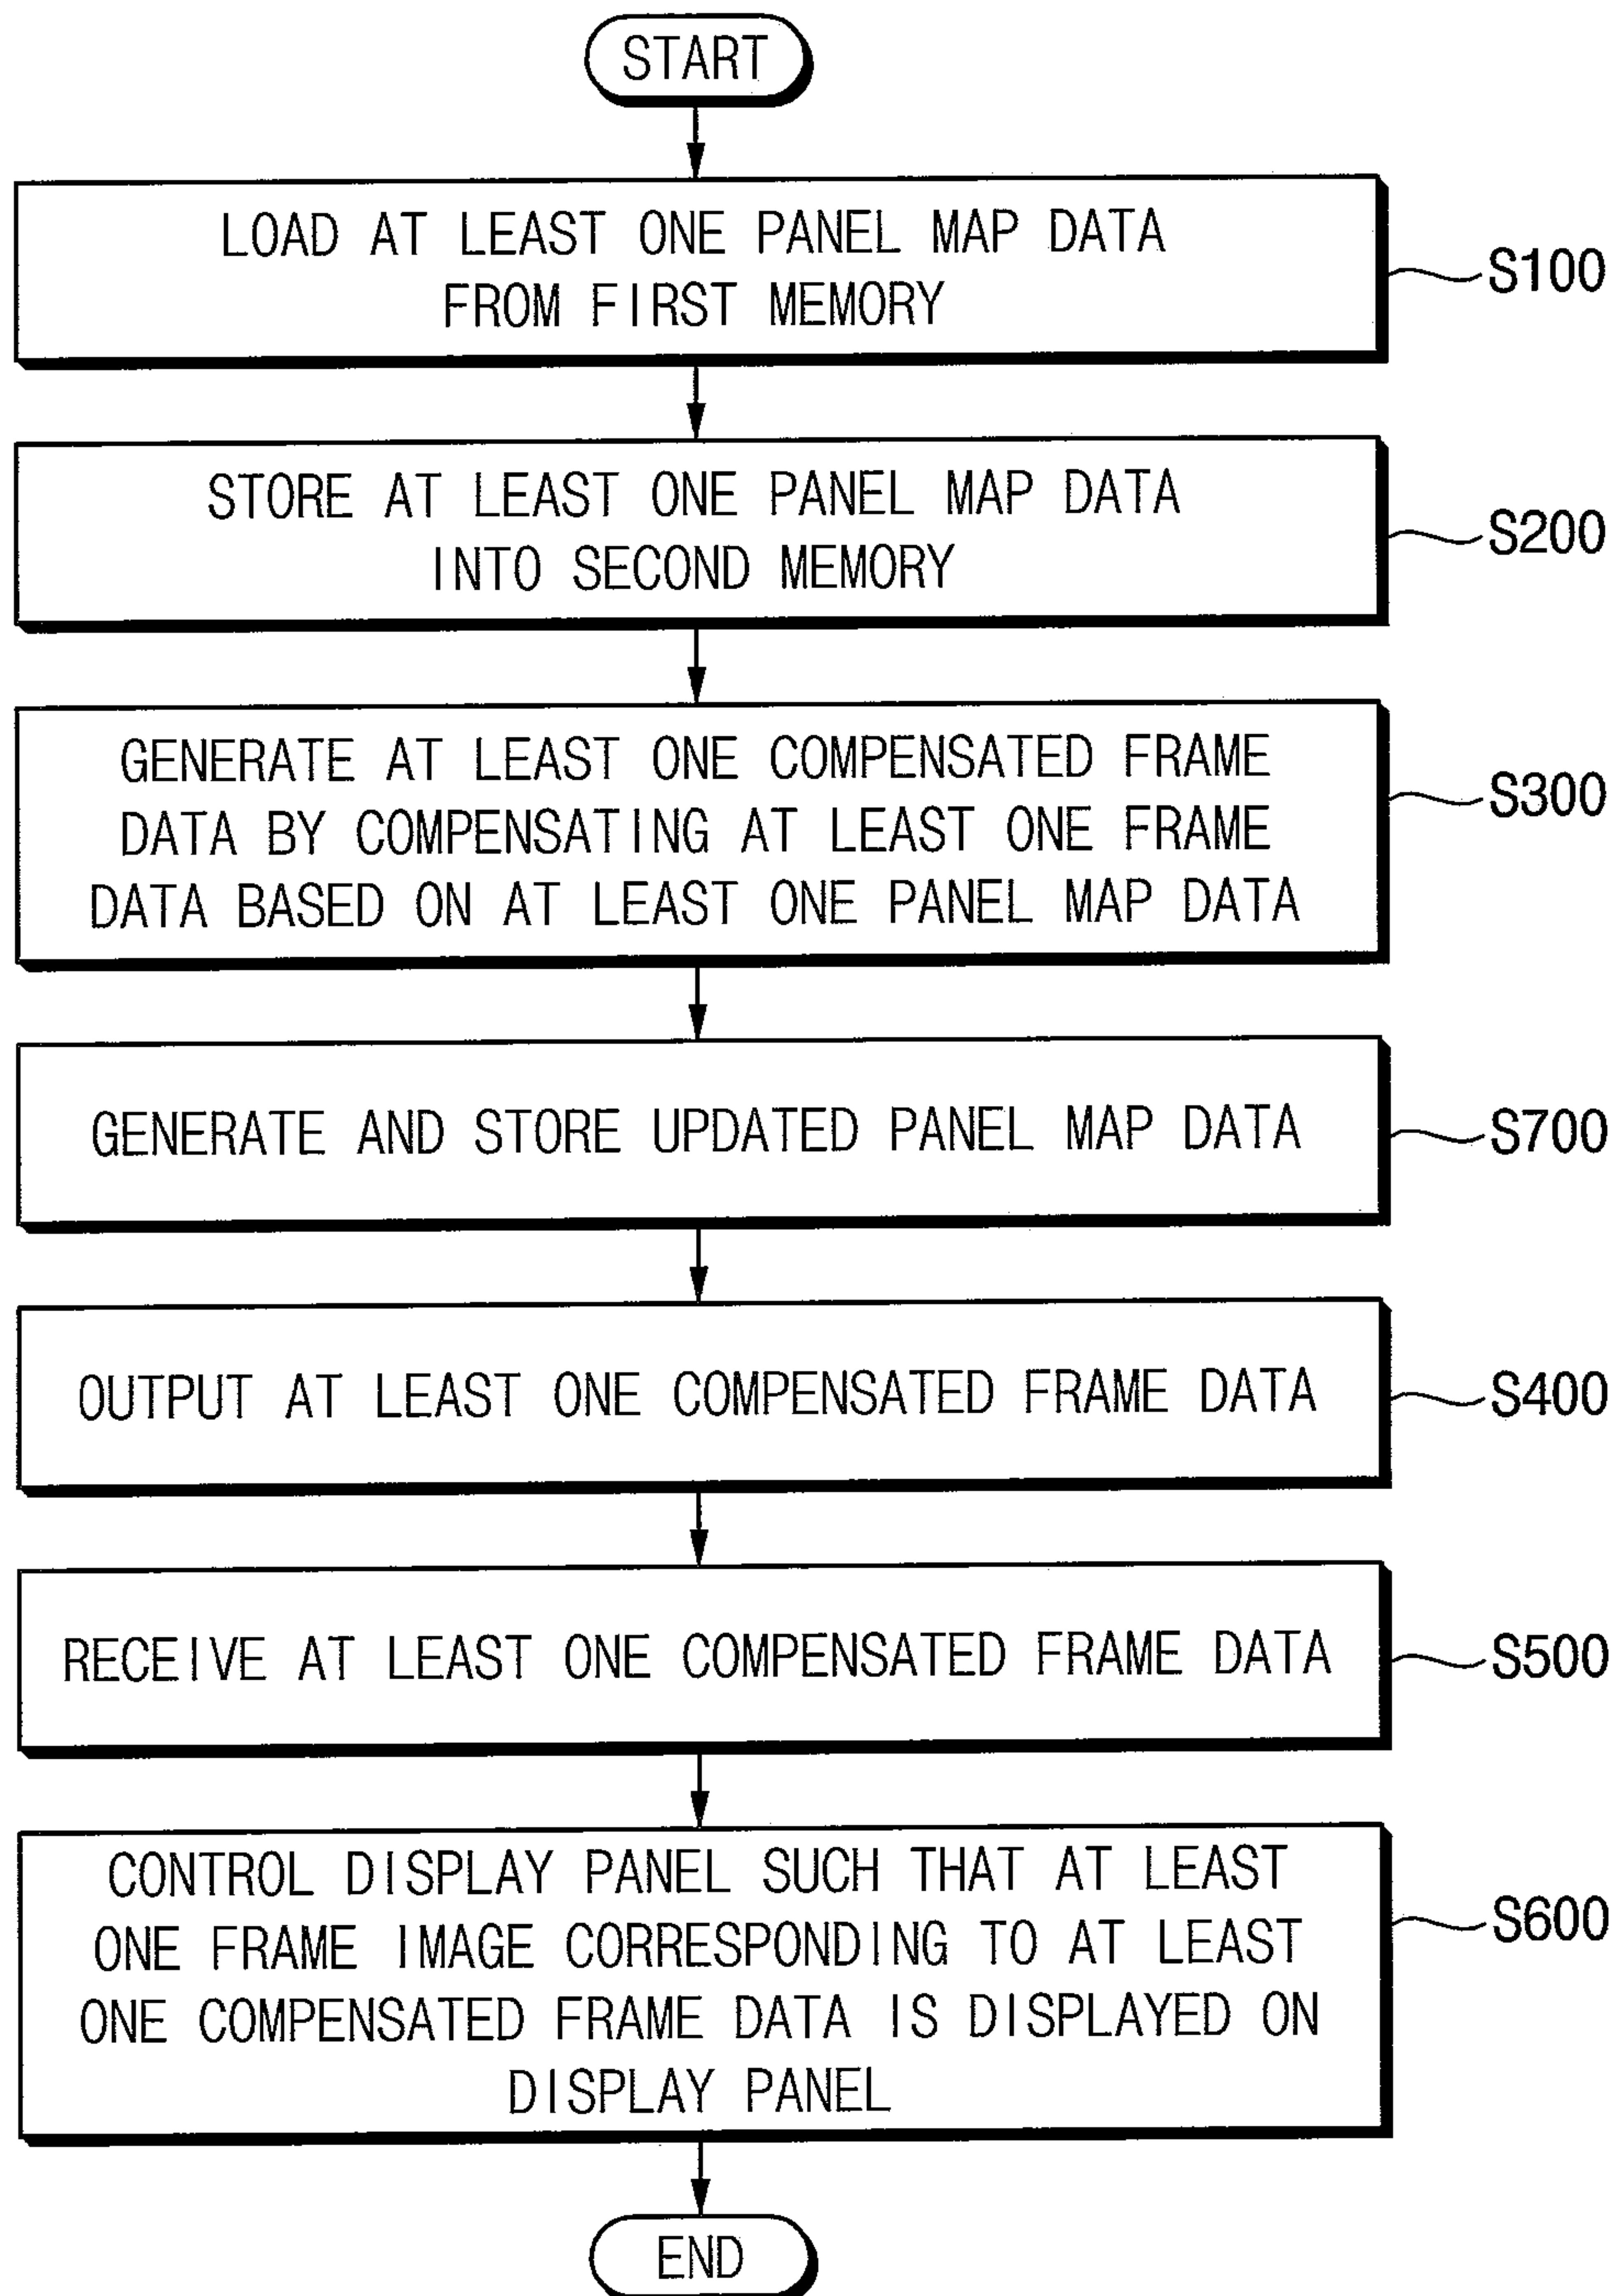 START
LOAD AT LEAST ONE PANEL MAP DATA
FROM FIRST MEMORY
S100
STORE AT LEAST ONE PANEL MAP DATA
INTO SECOND MEMORY
S200
GENERATE AT LEAST ONE COMPENSATED FRAME
DATA BY COMPENSATING AT LEAST ONE FRAME
DATA BASED ON AT LEAST ONE PANEL MAP DATA
S300
GENERATE AND STORE UPDATED PANEL MAP DATA
S700
OUTPUT AT LEAST ONE COMPENSATED FRAME DATA
S400
RECEIVE AT LEAST ONE COMPENSATED FRAME DATA
S500
CONTROL DISPLAY PANEL SUCH THAT AT LEAST
ONE FRAME IMAGE CORRESPONDING TO AT LEAST
ONE COMPENSATED FRAME DATA IS DISPLAYED ON
DISPLAY PANEL
S600
END